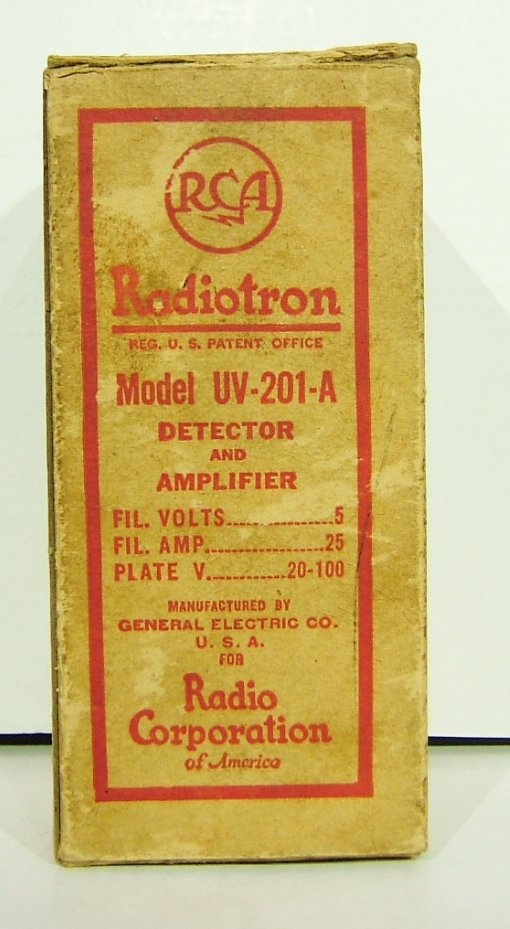 RCA
Radiotron
REG. U. S. PATENT OFFICE
Model UV-201-A
DETECTOR
AND
AMPLIFIER
FIL. VOLTS................5
FIL. AMP..................25
PLATE V............20-100
MANUFACTURED BY
GENERAL ELECTRIC CO.
U. S. A.
FOR
Radio
Corporation
of America